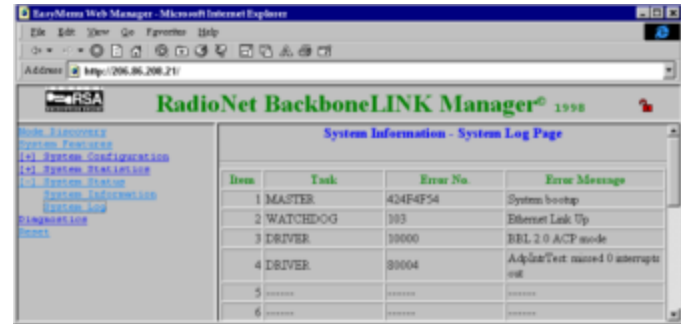 EasyMenu Web Manager - Microsoft Internet Explorer
File Edit View Go Favorites Help
Address http://206.86.208.21/
RSA
RadioNet BackboneLINK Manager© 1998
Node Discovery
System Features
[+] System Configuration
[+] System Statistics
[-] System Status
System Information
System Log
Diagnostics
Reset
System Information - System Log Page
Item Task Error No. Error Message
1 MASTER 424F4F54 System bootup
2 WATCHDOG 103 Ethernet Link Up
3 DRIVER 10000 BBL 2.0 ACP mode
4 DRIVER 80004 AdpIntrTest: missed 0 interrupts
out
5 ------ ------ ------
6 ------ ------ ------